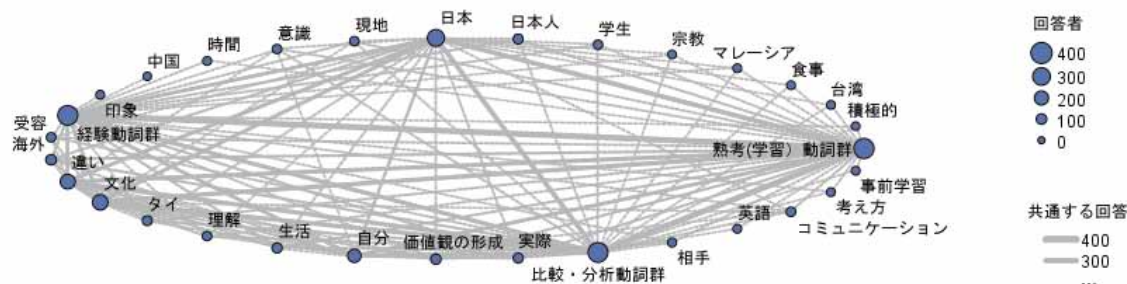 日本
日本人
学生
宗教
マレーシア
食事
台湾
積極的
熟考(学習）動詞群
事前学習
考え方
コミュニケーション
英語
相手
比較・分析動詞群
実際
価値観の形成
自分
生活
理解
タイ
文化
違い
海外
受容
経験動詞群
印象
中国
時間
意識
現地
回答者
400
300
200
100
0
共通する回答
400
300